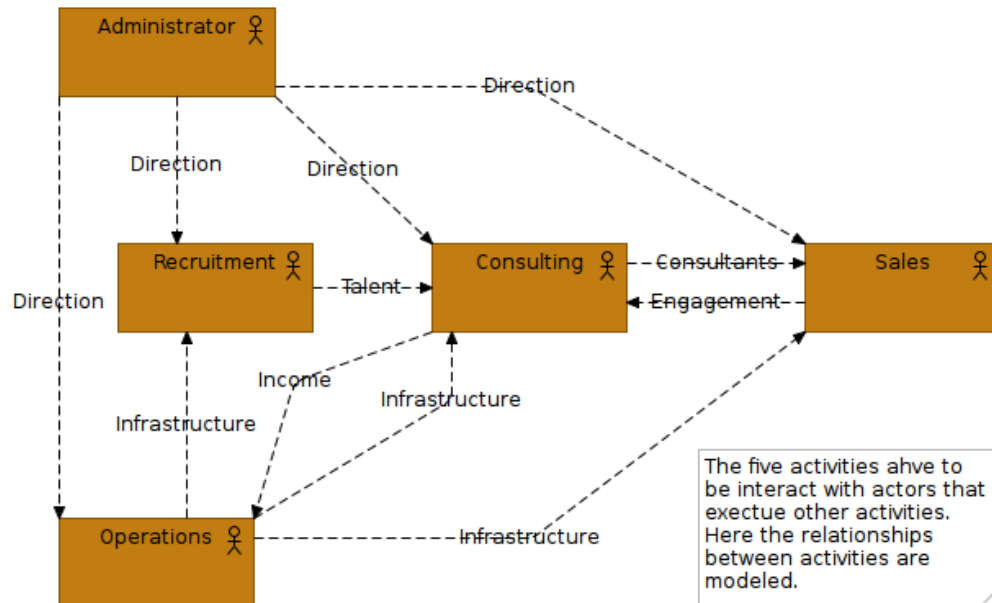 Administrator
Direction
Direction
Direction
Recruitment
Consulting
Consultants
Sales
Talent
Direction
Engagement
Income
Infrastructure
Infrastructure
The five activities ahve to
be interact with actors that
exectue other activities.
Here the relationships
between activities are
modeled.
Operations
Infrastructure